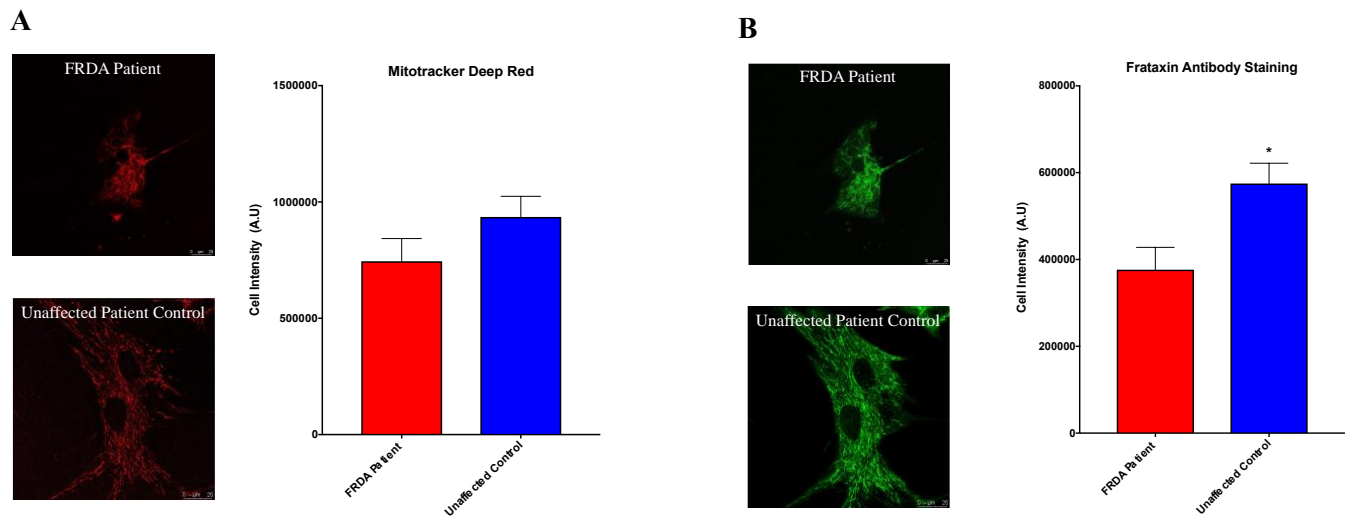 A
FRDA Patient
Unaffected Patient Control
Mitotracker Deep Red
Cell Intensity (A.U)
1500000
1000000
500000
0
FRDA Patient
Unaffected Control
B
FRDA Patient
Unaffected Patient Control
Frataxin Antibody Staining
Cell Intensity (A.U)
800000
600000
400000
200000
0
*
FRDA Patient
Unaffected Control